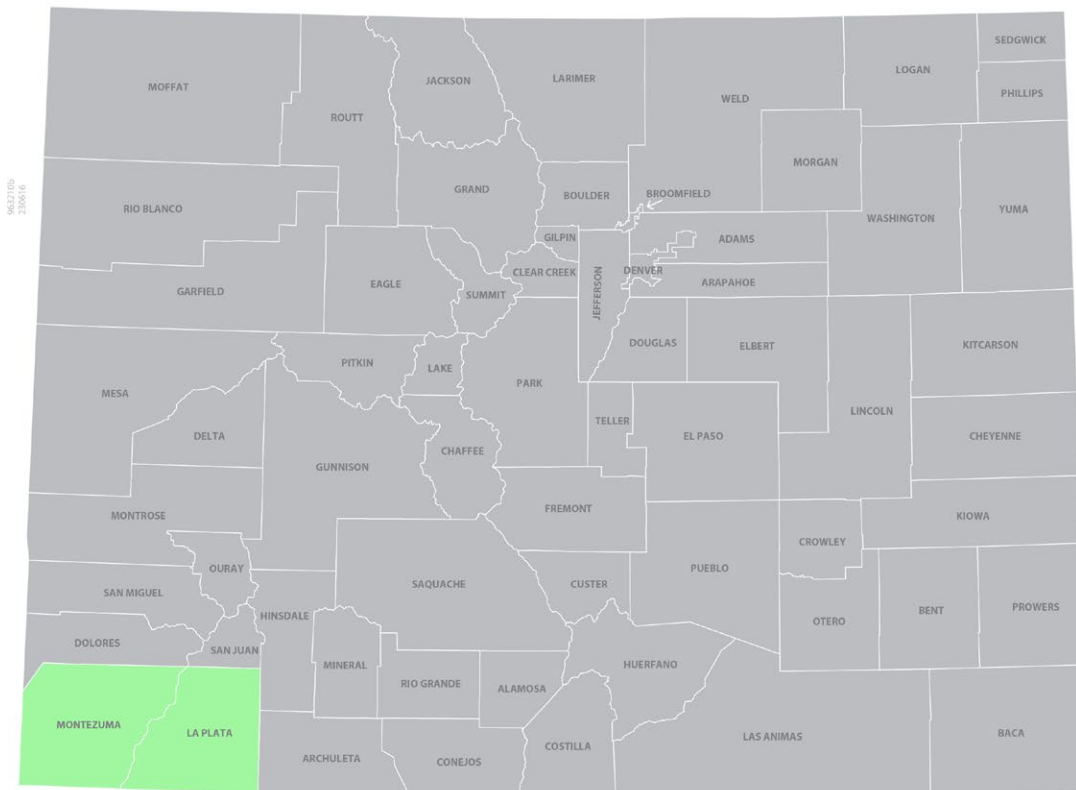 SEDGWICK
LOGAN
JACKSON
LARIMER
MOFFAT
PHILLIPS
WELD
ROUTT
MORGAN
GRAND
BOULDER
BROOMFIELD
RIO BLANCO
YUMA
WASHINGTON
963210b
230616
GILPIN
ADAMS
CLEAR CREEK
DENVER
JEFFERSON
ARAPAHOE
EAGLE
GARFIELD
SUMMIT
DOUGLAS
ELBERT
KITCARSON
PITKIN
LAKE
PARK
MESA
LINCOLN
TELLER
DELTA
EL PASO
CHEYENNE
CHAFFEE
GUNNISON
FREMONT
MONTROSE
KIOWA
CROWLEY
OURAY
PUEBLO
SAQUACHE
CUSTER
SAN MIGUEL
HINSDALE
PROWERS
BENT
OTERO
DOLORES
SAN JUAN
MINERAL
HUERFANO
RIO GRANDE
ALAMOSA
MONTEZUMA
LA PLATA
LAS ANIMAS
BACA
COSTILLA
ARCHULETA
CONEJOS